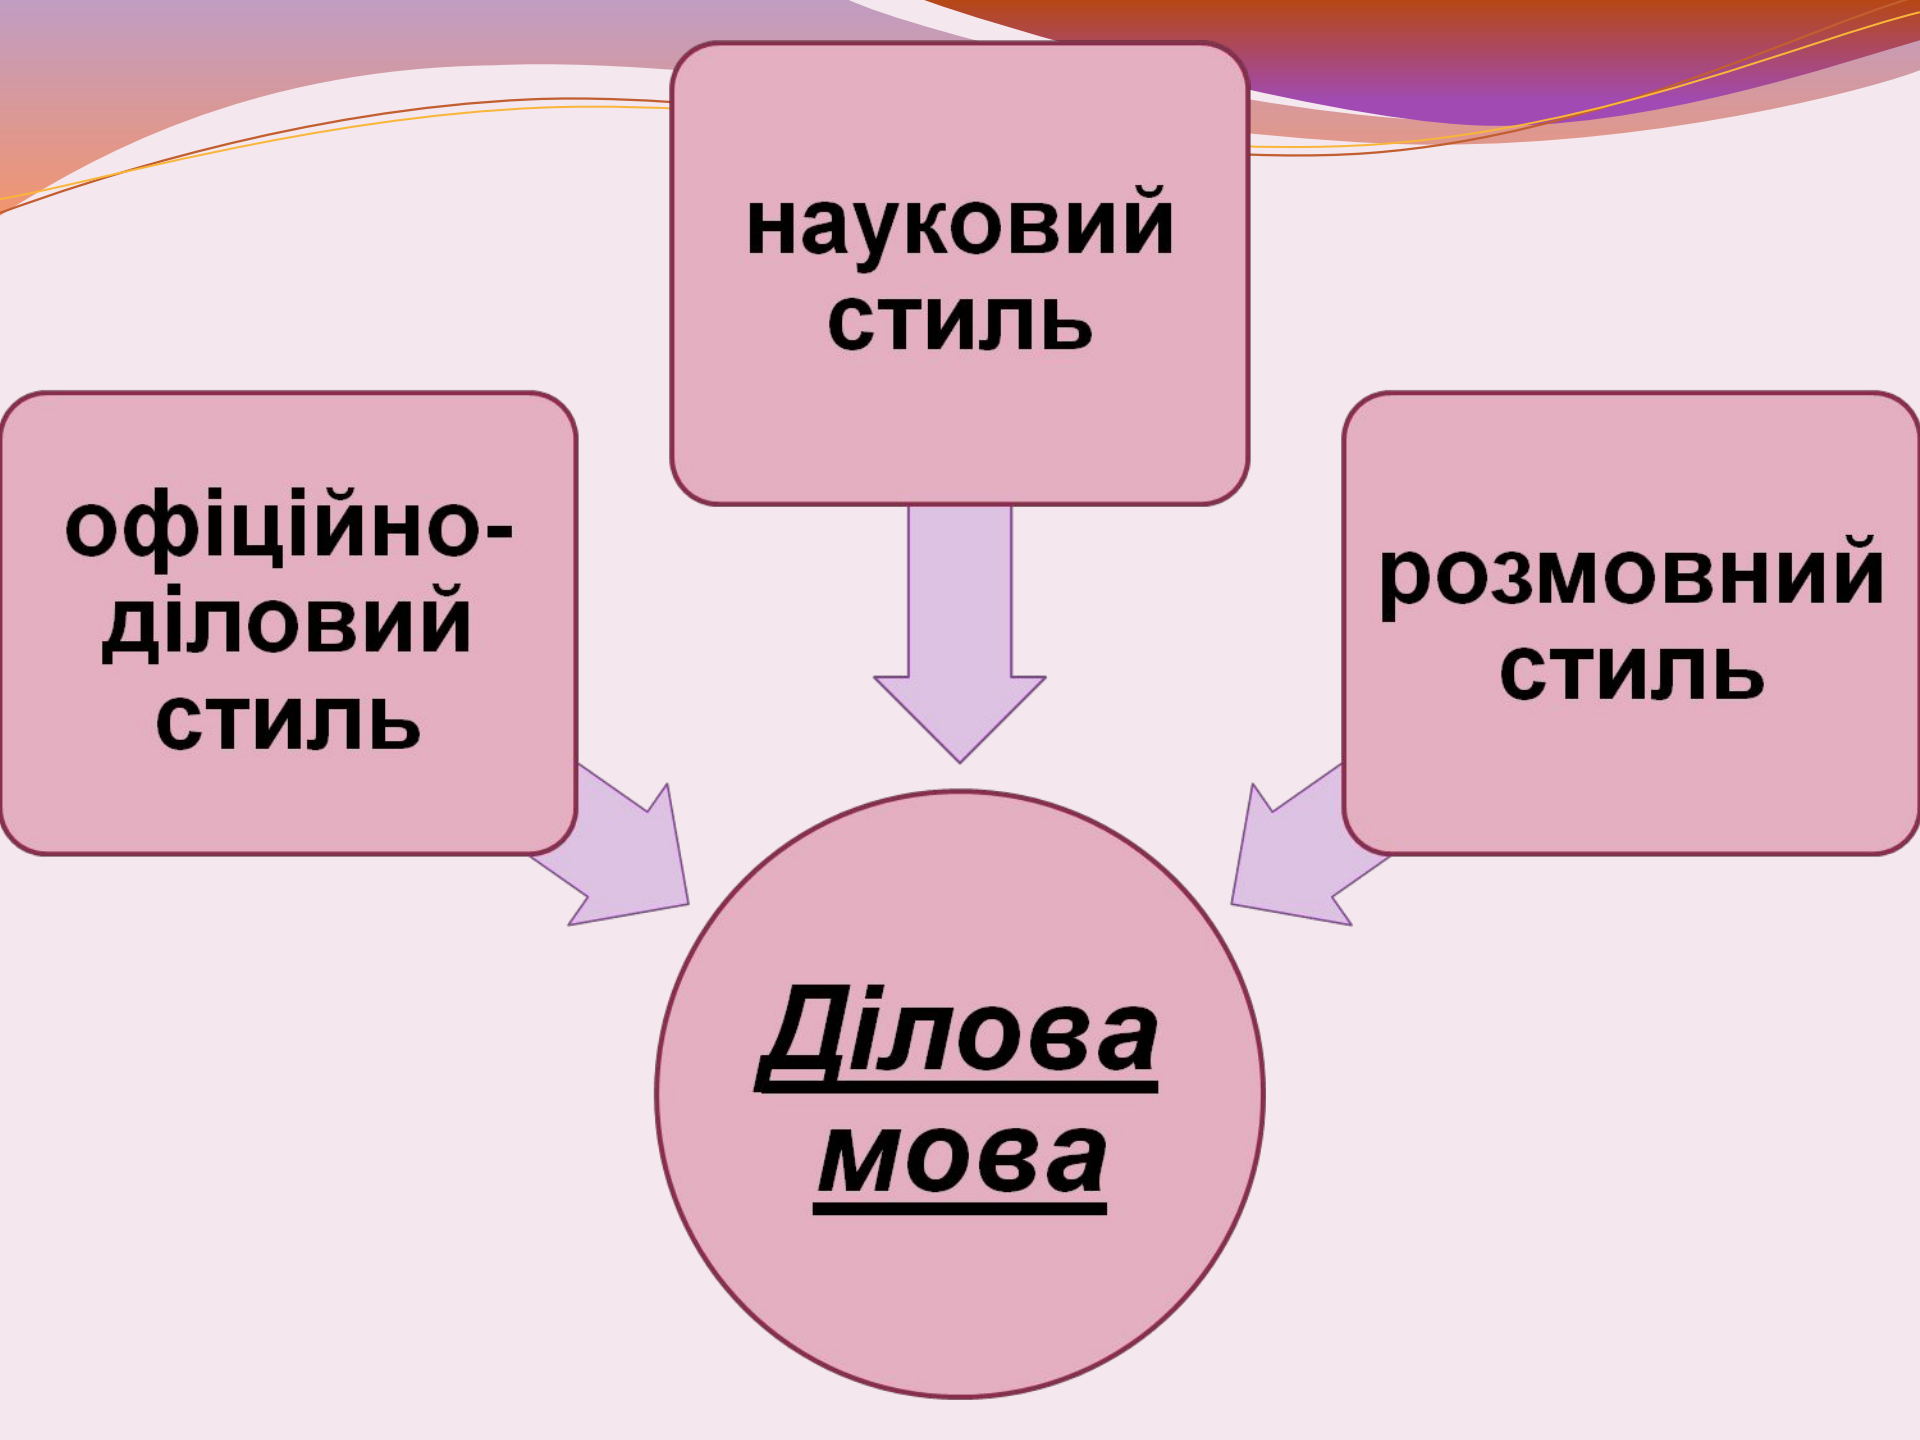 науковий
стиль
офіційно-
діловий
стиль
розмовний
стиль
Ділова
мова